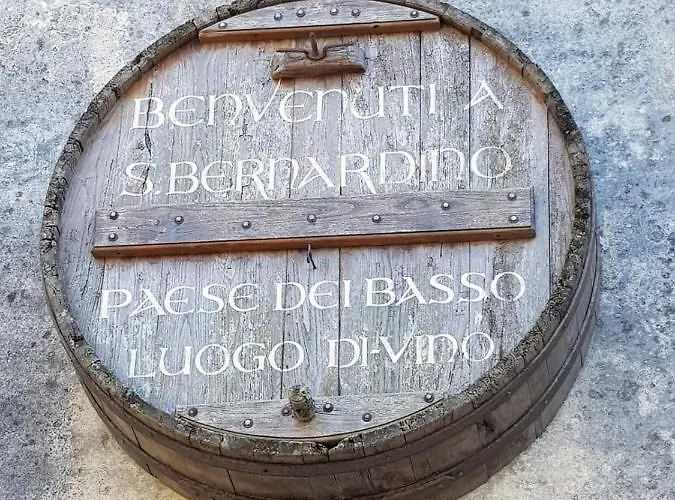 BENVENUTI A
S. BERNARDINO
PAESE DEI BASSO
LUOGO DI-VINO